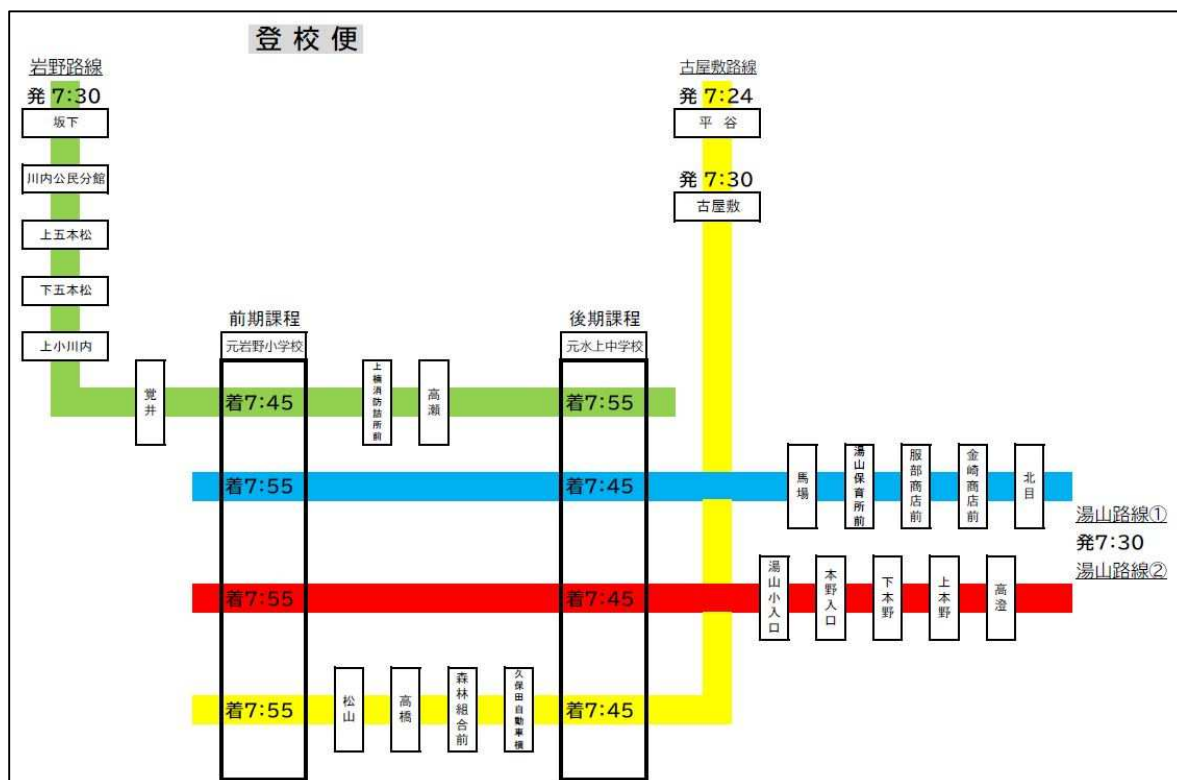 登校便
岩野路線
発 7:30
坂下
川内公民分館
上五本松
下五本松
上小川内
覚井
古屋敷路線
発 7:24
平 谷
発 7:30
古屋敷
前期課程
元岩野小学校
後期課程
元水上中学校
着7:45
上楠消防詰所前
高瀬
着7:55
着7:55
着7:45
馬場
湯山保育所前
服部商店前
金崎商店前
北目
湯山路線①
発7:30
湯山路線②
着7:55
着7:45
湯山小入口
本野入口
下本野
上本野
高澄
着7:55
松山
高橋
森林組合前
久保田自動車横
着7:45